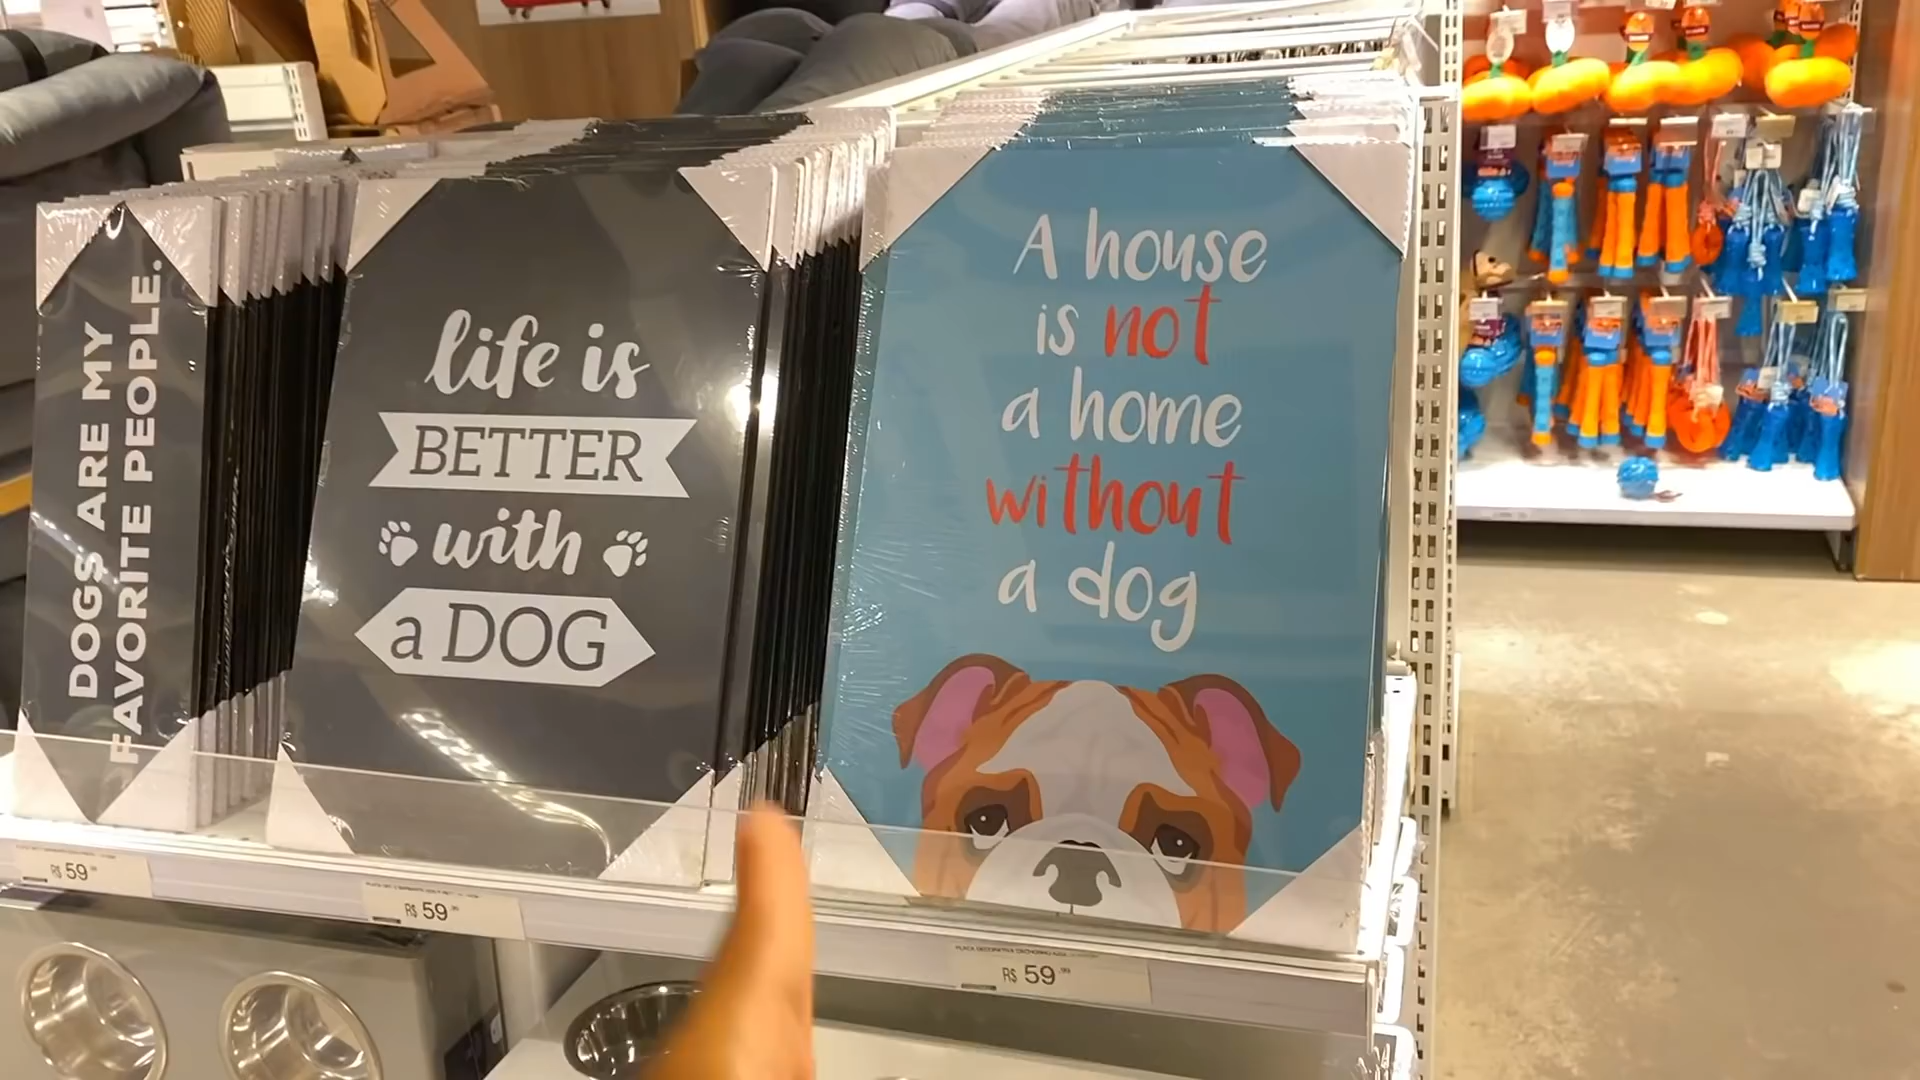 DOGS ARE MY
FAVORITE PEOPLE.
life is
BETTER
with
a DOG
A house
is not
a home
without
a dog
R$ 59
R$ 59
R$ 59